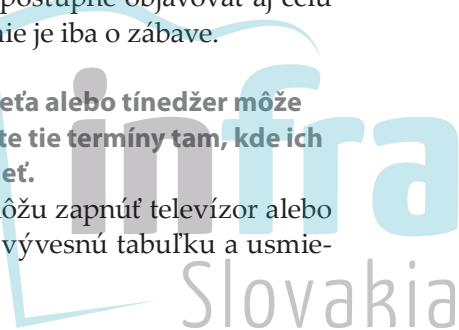 postupne objavovať aj celú
nie je iba o zábave.
eťa alebo tínedžer môže
te tie termíny tam, kde ich
eť.
ôžu zapnúť televízor alebo
vývesnú tabuľku a usmie-
infra
Slovakia